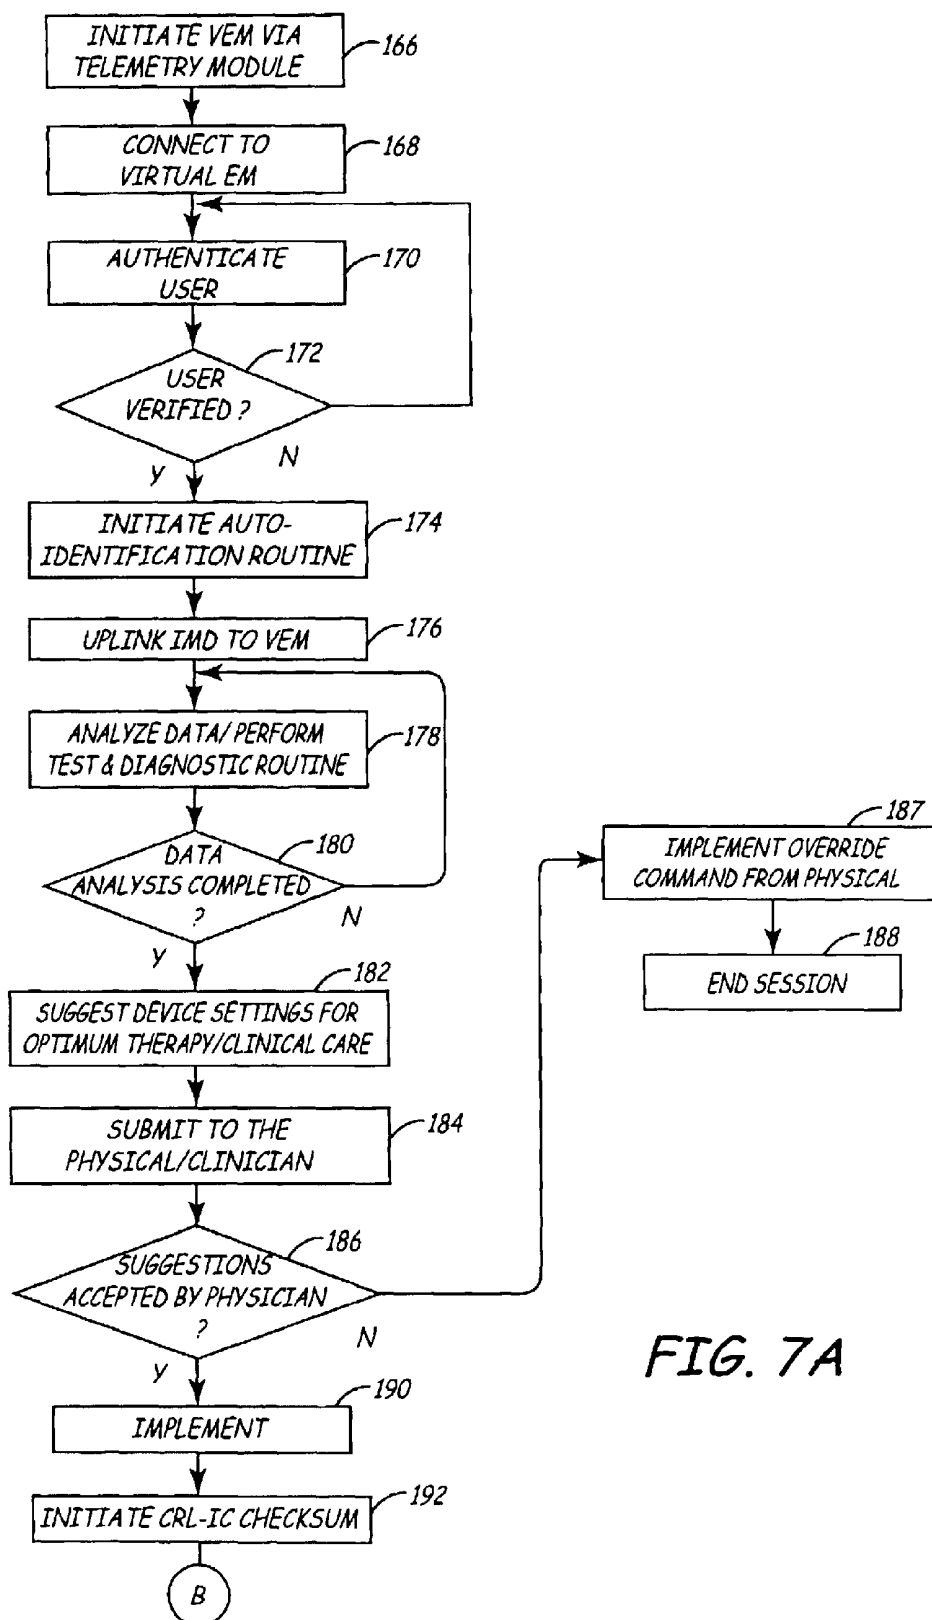 INITIATE VEM VIA
TELEMETRY MODULE
166
CONNECT TO
VIRTUAL EM
168
AUTHENTICATE
USER
170
172
USER
VERIFIED ?
N
Y
INITIATE AUTO-
IDENTIFICATION ROUTINE
174
UPLINK IMD TO VEM
176
ANALYZE DATA/ PERFORM
TEST & DIAGNOSTIC ROUTINE
178
180
DATA
ANALYSIS COMPLETED
?
N
Y
182
SUGGEST DEVICE SETTINGS FOR
OPTIMUM THERAPY/CLINICAL CARE
SUBMIT TO THE
PHYSICAL/CLINICIAN
184
186
SUGGESTIONS
ACCEPTED BY PHYSICIAN
?
N
Y
187
IMPLEMENT OVERRIDE
COMMAND FROM PHYSICAL
188
END SESSION
190
IMPLEMENT
192
INITIATE CRL-IC CHECKSUM
B
FIG. 7A